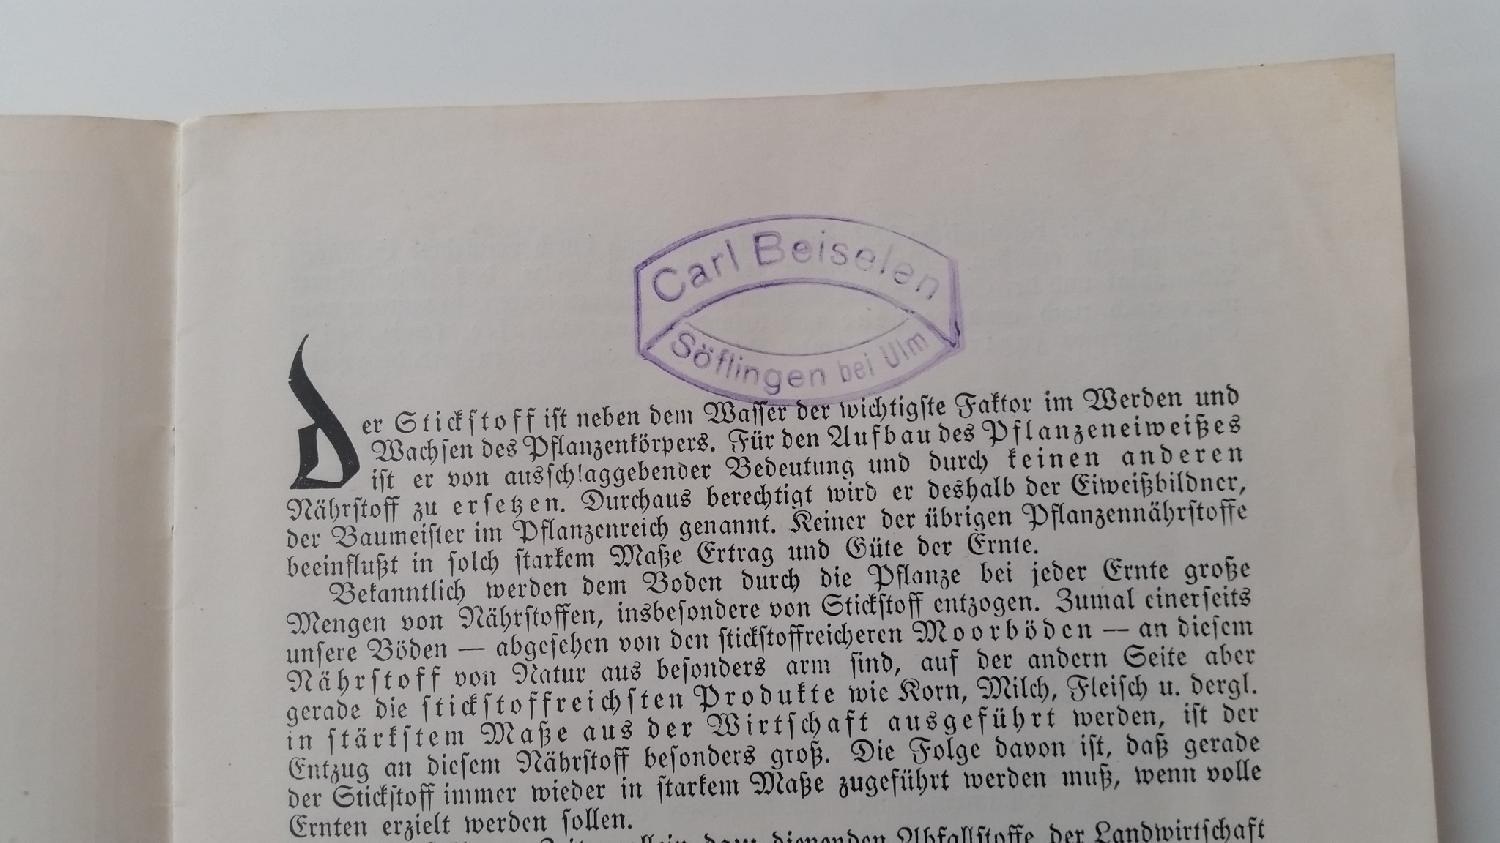 Carl Beiselen
Söflingen bei Ulm
Der Stickstoff ist neben dem Wasser der wichtigste Faktor im Werden und
Wachsen des Pflanzenkörpers. Für den Aufbau des Pflanzeneiweißes
ist er von ausschlaggebender Bedeutung und durch keinen anderen
Nährstoff zu ersetzen. Durchaus berechtigt wird er deshalb der Eiweißbildner,
der Baumeister im Pflanzenreich genannt. Keiner der übrigen Pflanzennährstoffe
beeinflußt in solch starkem Maße Ertrag und Güte der Ernte.
Bekanntlich werden dem Boden durch die Pflanze bei jeder Ernte große
Mengen von Nährstoffen, insbesondere von Stickstoff entzogen. Zumal einerseits
unsere Böden — abgesehen von den stickstoffreicheren Moorböden — an diesem
Nährstoff von Natur aus besonders arm sind, auf der andern Seite aber
gerade die stickstoffreichsten Produkte wie Korn, Milch, Fleisch u. dergl.
in stärkstem Maße aus der Wirtschaft ausgeführt werden, ist der
Entzug an diesem Nährstoff besonders groß. Die Folge davon ist, daß gerade
der Stickstoff immer wieder in starkem Maße zugeführt werden muß, wenn volle
Ernten erzielt werden sollen.
dienenden Abfallstoffe der Landwirtschaft